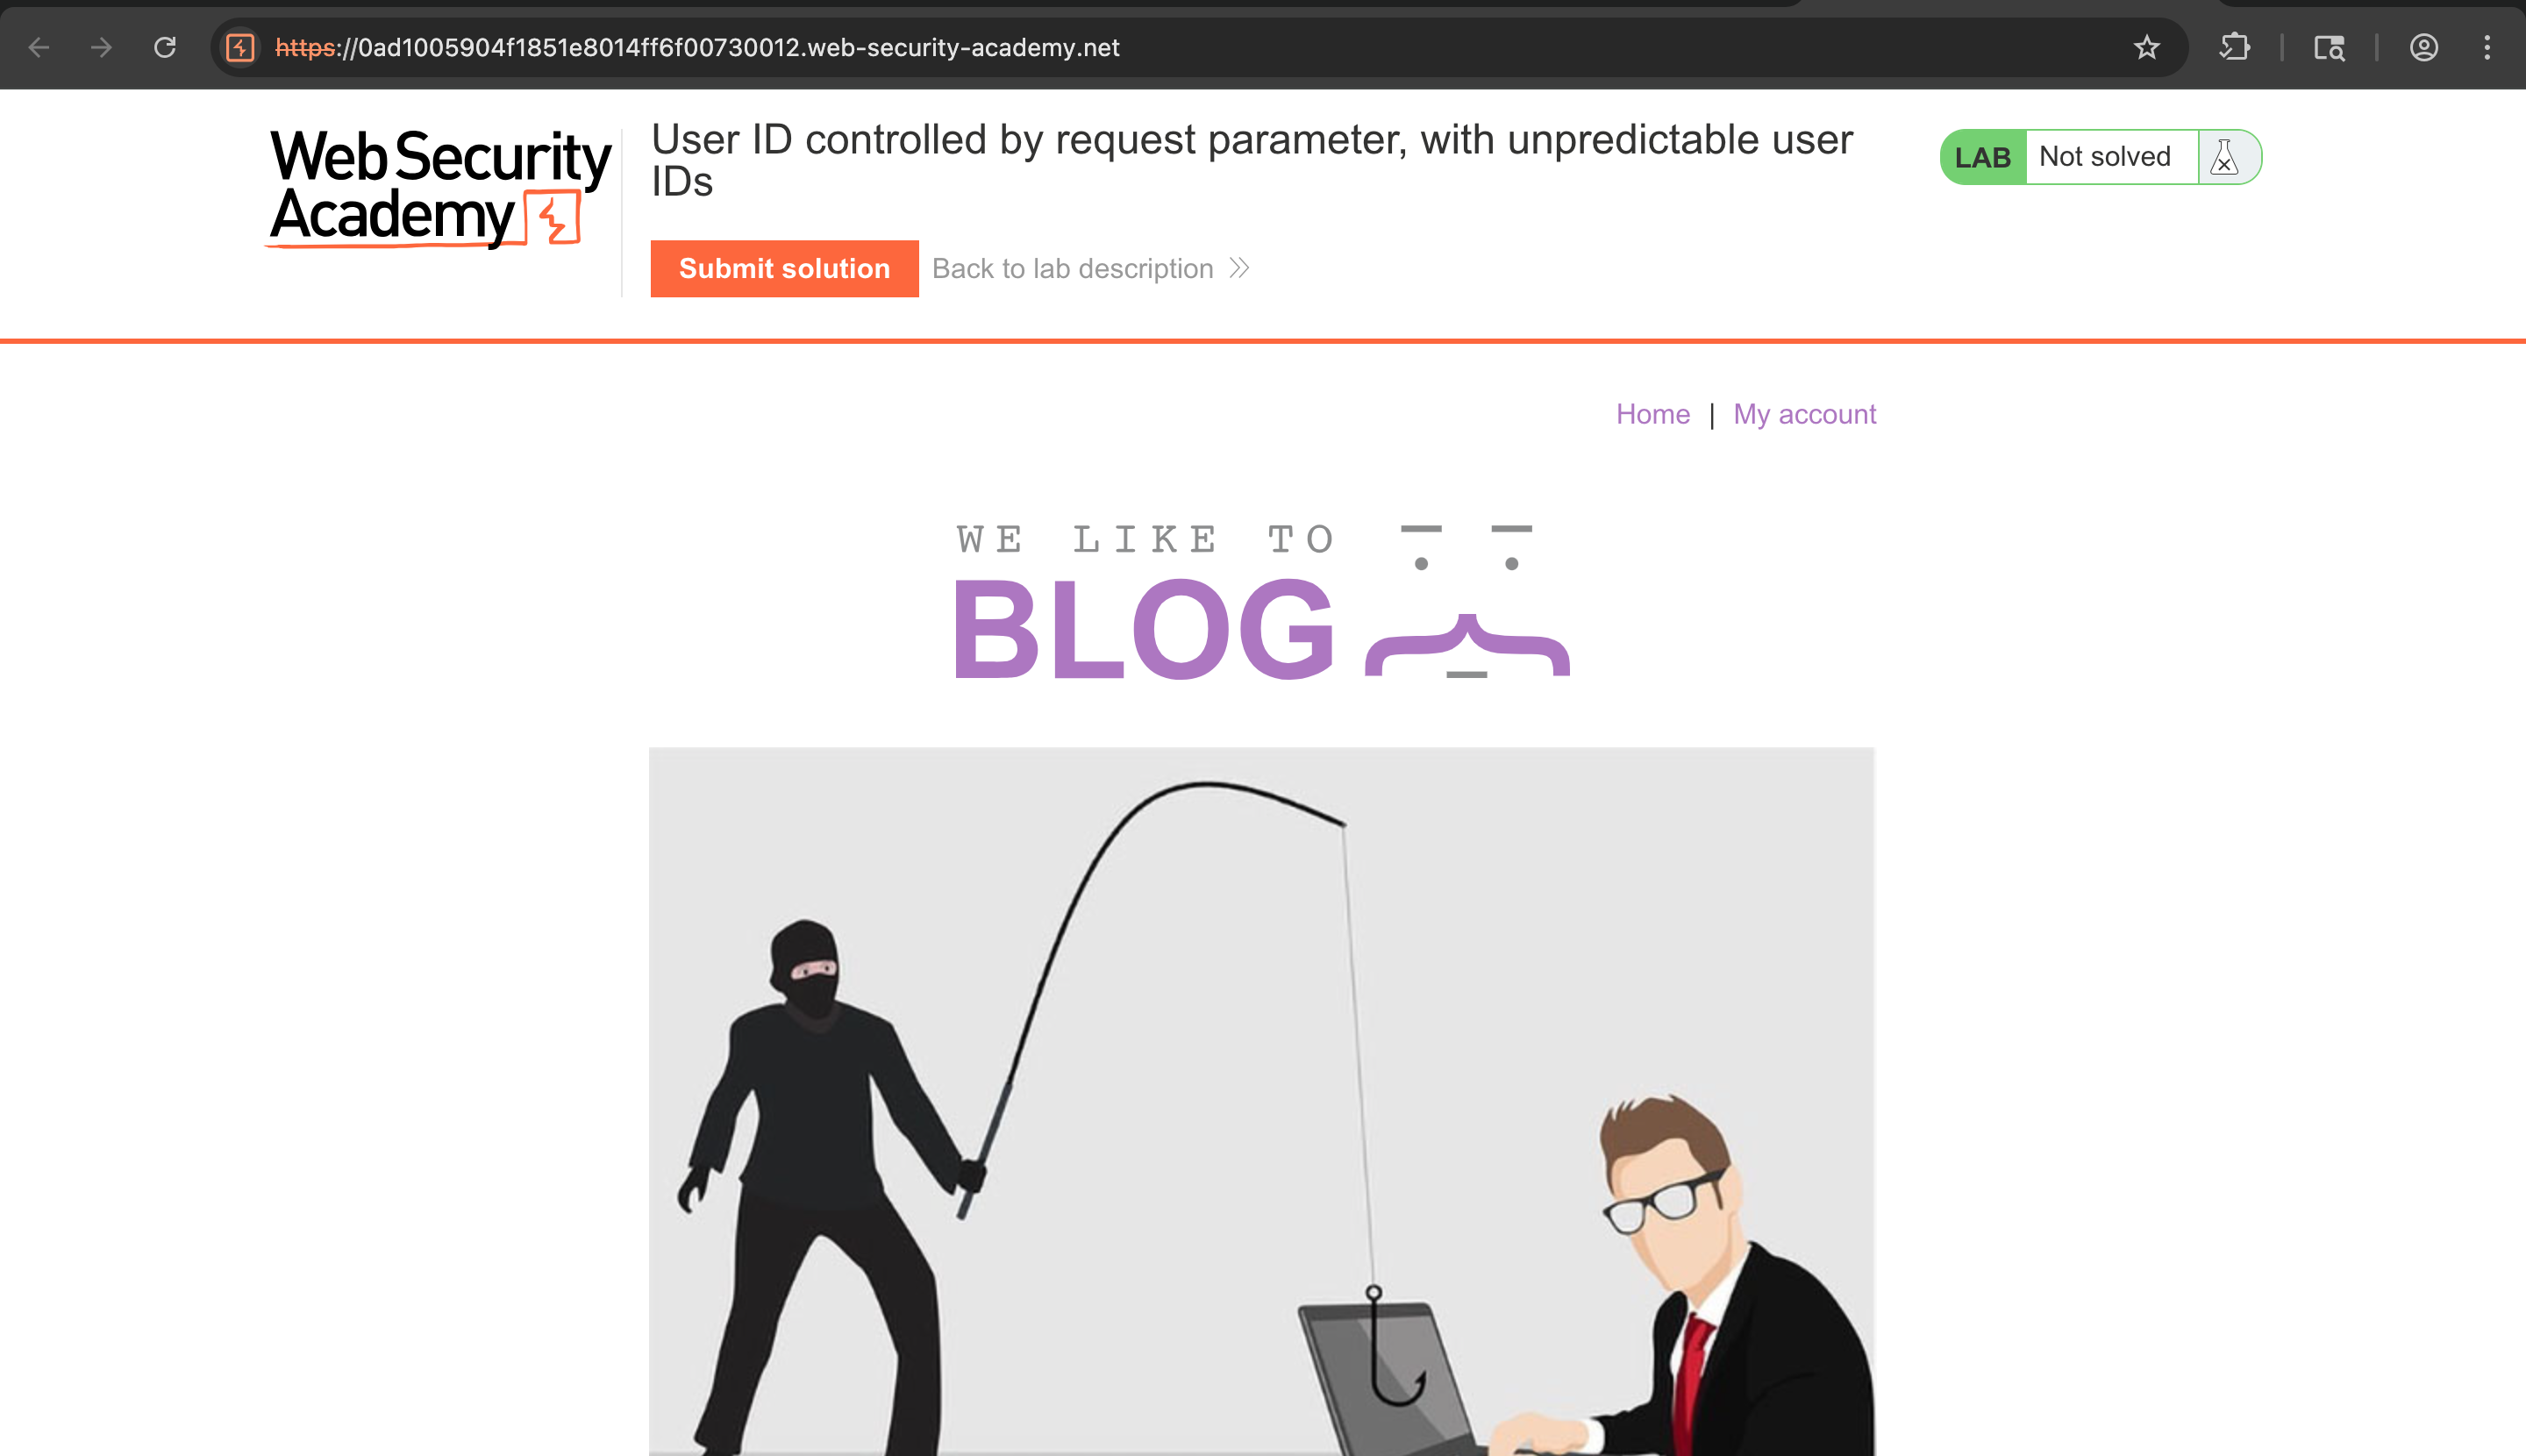 https://0ad1005904f1851e8014ff6f00730012.web-security-academy.net
Web Security
Academy
User ID controlled by request parameter, with unpredictable user
IDs
LAB Not solved
Submit solution Back to lab description
Home | My account
WE LIKE TO
BLOG